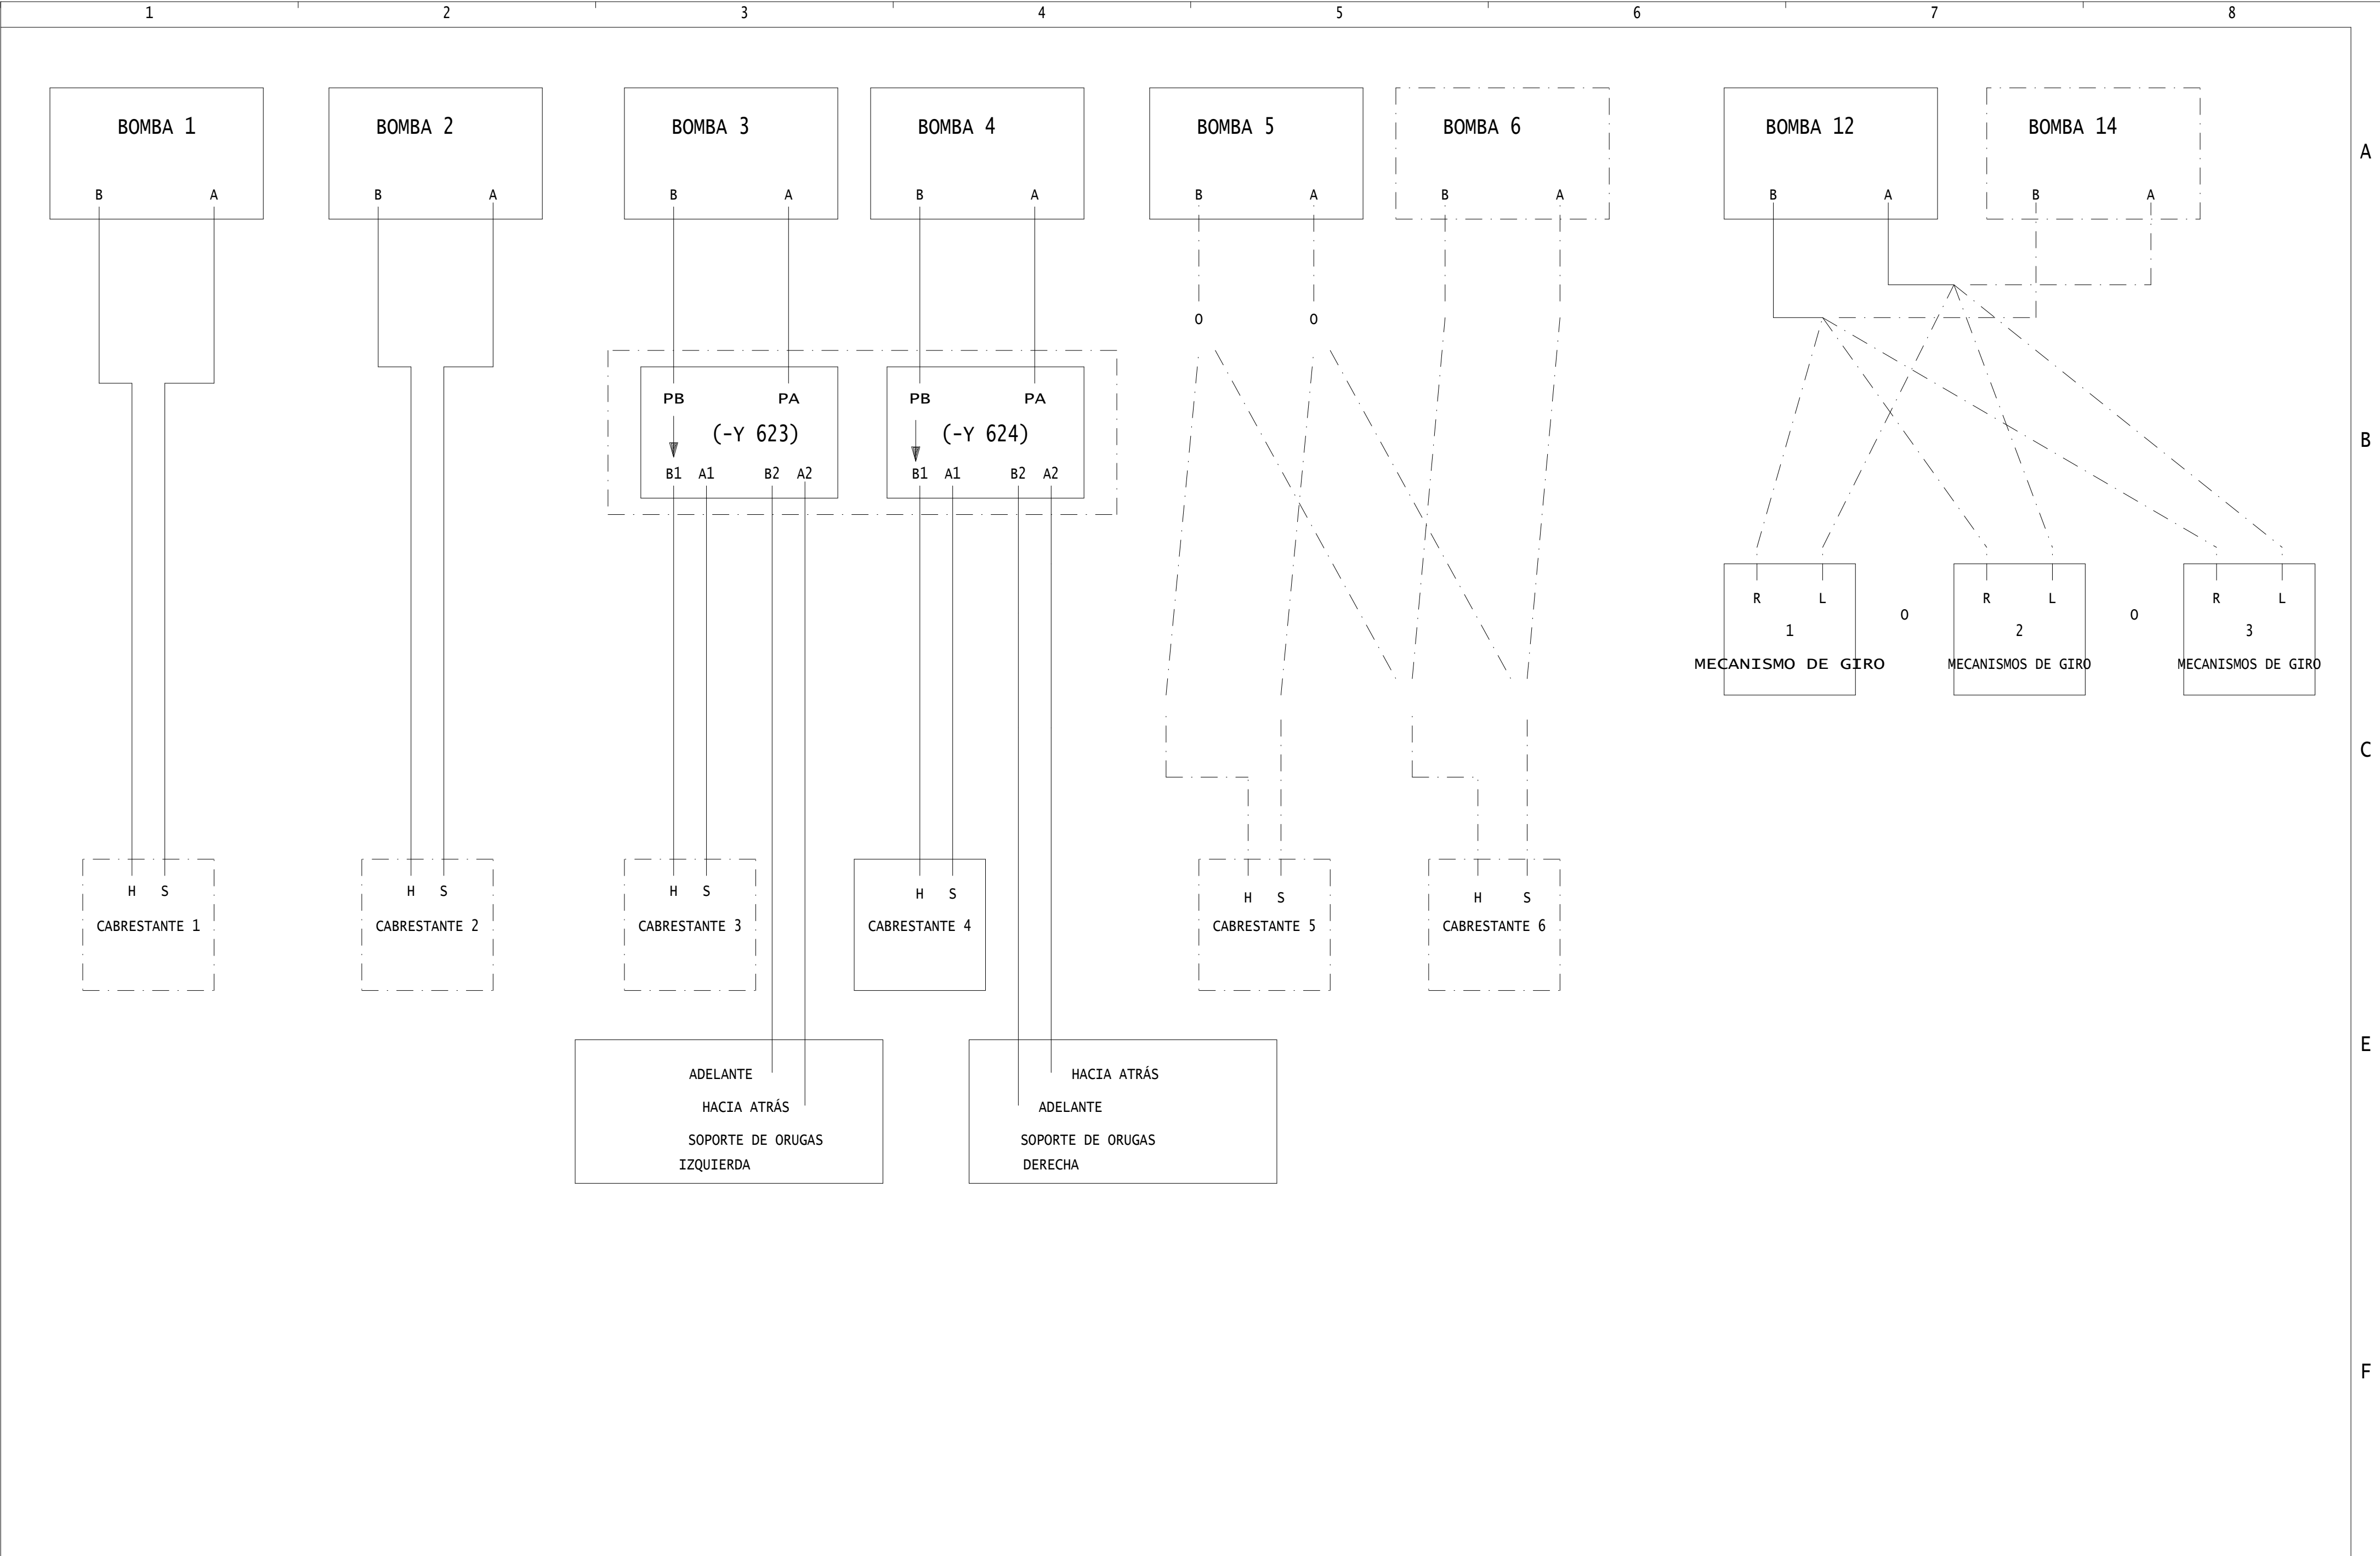 1 2 3 4 5 6 7 8
BOMBA 1 BOMBA 2 BOMBA 3 BOMBA 4 BOMBA 5 BOMBA 6 BOMBA 12 BOMBA 14
A
B A B A B A B A B A B A B A B A
O O
PB PA PB PA
(-Y 623) (-Y 624)
B
B1 A1 B2 A2 B1 A1 B2 A2
R L R L R L
O O
1 2 3
MECANISMO DE GIRO MECANISMOS DE GIRO MECANISMOS DE GIRO
C
H S H S H S H S H S H S
CABRESTANTE 1 CABRESTANTE 2 CABRESTANTE 3 CABRESTANTE 4 CABRESTANTE 5 CABRESTANTE 6
E
ADELANTE HACIA ATRÁS
HACIA ATRÁS ADELANTE
SOPORTE DE ORUGAS SOPORTE DE ORUGAS
IZQUIERDA DERECHA
F